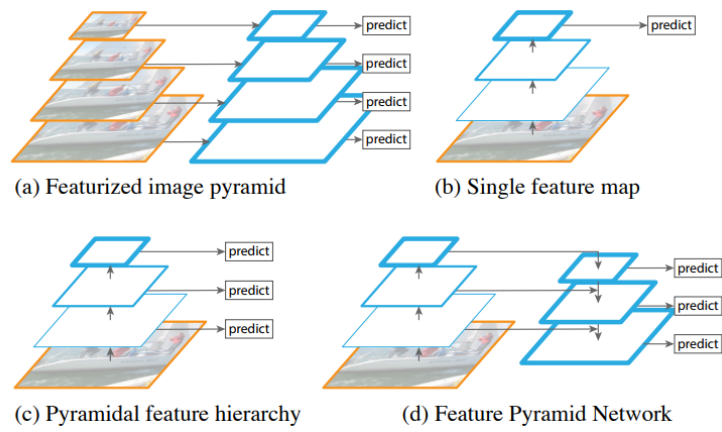 predict
predict
predict
predict
(a) Featurized image pyramid
predict
(b) Single feature map
predict
predict
predict
(c) Pyramidal feature hierarchy
predict
predict
predict
(d) Feature Pyramid Network